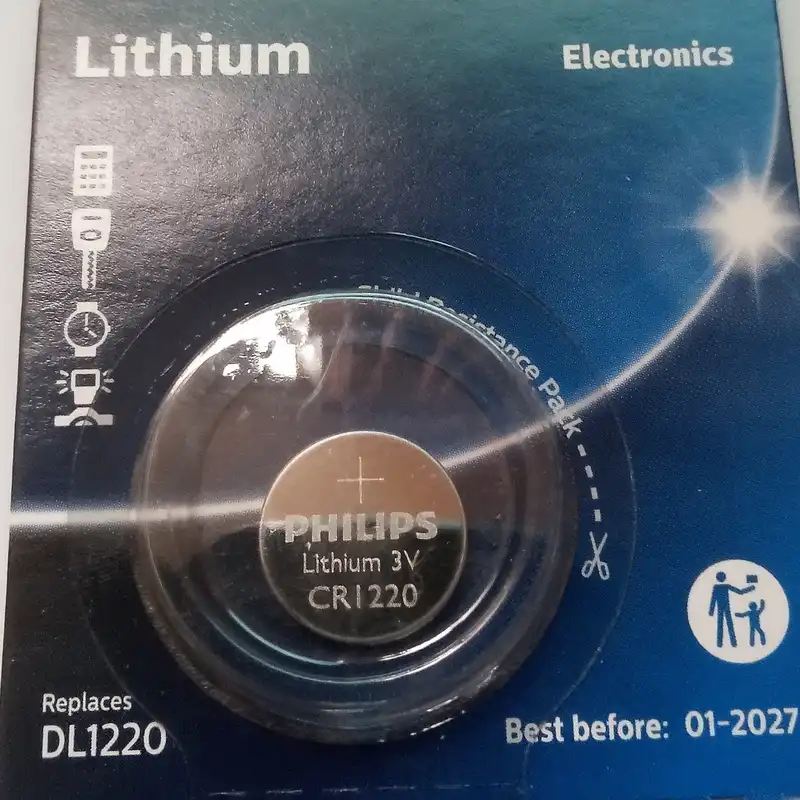 Lithium
Electronics
Child Resistance Pack
+
PHILIPS
Lithium 3V
CR1220
Replaces
DL1220
Best before: 01-2027